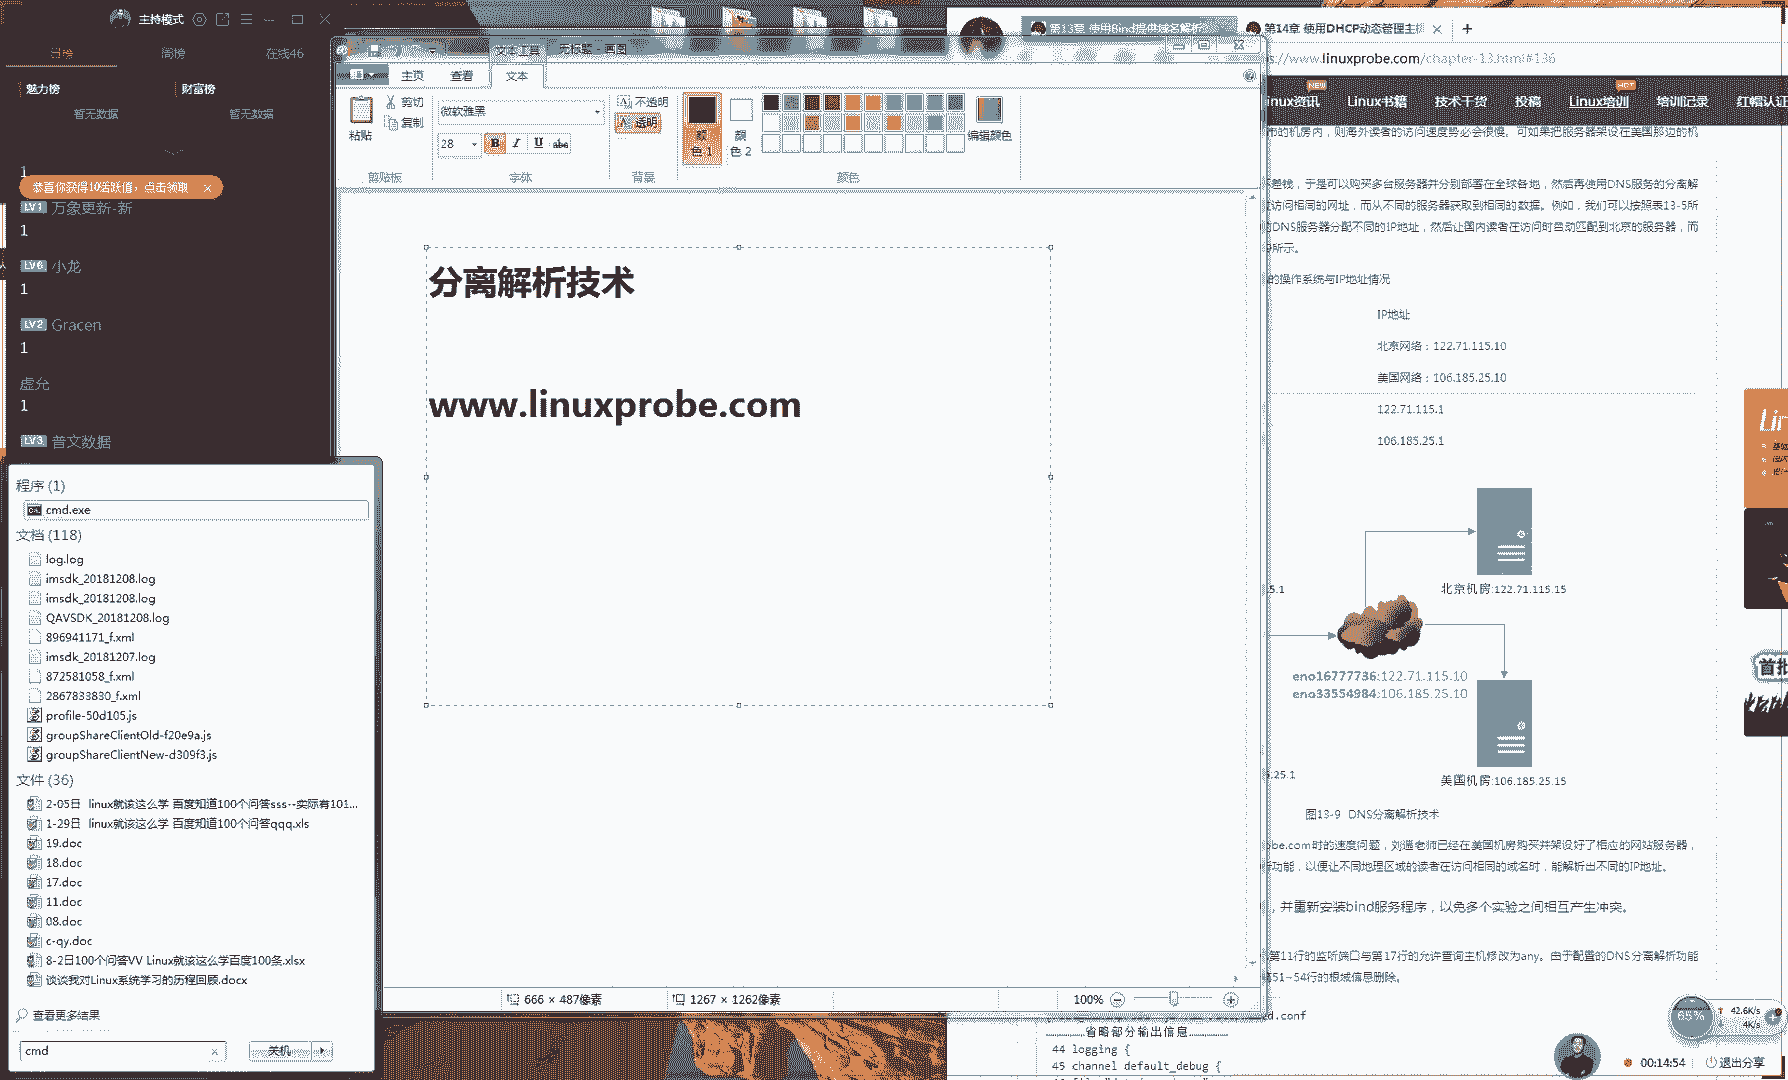 主持模式
日榜 周榜 在线46
魅力榜 财富榜
暂无数据 暂无数据
1
恭喜你获得10活跃值，点击领取 ×
LV1 万象更新-新
1
LV6 小龙
1
LV2 Gracen
1
虚允
1
LV3 普文数据
程序 (1)
cmd.exe
文档 (118)
log.log
imsdk_20181208.log
imsdk_20181208.log
QAVSDK_20181208.log
896941171_f.xml
imsdk_20181207.log
872581058_f.xml
2867833830_f.xml
profile-50d105.js
groupShareClientOld-f20e9a.js
groupShareClientNew-d309f3.js
文件 (36)
2-05日 linux就该这么学 百度知道100个问答sss--实际有101...
1-29日 linux就该这么学 百度知道100个问答qqq.xls
19.doc
18.doc
17.doc
11.doc
08.doc
c-qy.doc
8-2日100个问答VV Linux就该这么学百度100条.xlsx
谈谈我对Linux系统学习的历程回顾.docx
查看更多结果
cmd
关机
文本工具 无标题 - 画图
主页 查看 文本
粘贴
剪切
复制
剪贴板
微软雅黑
28 B I U abc
字体
不透明
透明
背景
颜色 1
颜色 2
编辑颜色
颜色
分离解析技术
www.linuxprobe.com
666 × 487像素
1267 × 1262像素
100%
第13章 使用Bind提供域名解析
第14章 使用DHCP动态管理主机
www.linuxprobe.com/chapter-13.html#136
inux资讯 NEW Linux书籍 技术干货 投稿 Linux培训 HOT 培训记录 红帽认证
的机房内，则海外读者的访问速度势必会很慢。可如果把服务器架设在美国那边的机
差钱，于是可以购买多台服务器并分别部署在全球各地，然后再使用DNS服务的分离解
访问相同的网址，而从不同的服务器获取到相同的数据。例如，我们可以按照表13-5所
的DNS服务器分配不同的IP地址，然后让国内读者在访问时自动匹配到北京的服务器，而
所示。
的操作系统与IP地址情况
IP地址
北京网络：122.71.115.10
美国网络：106.185.25.10
122.71.115.1
106.185.25.1
5.1
北京机房:122.71.115.15
eno16777736:122.71.115.10
eno33554984:106.185.25.10
.25.1
美国机房:106.185.25.15
图13-9 DNS分离解析技术
obe.com时的速度问题，刘遄老师已经在美国机房购买并架设好了相应的网站服务器，
功能，以便让不同地理区域的读者在访问相同的域名时，能解析出不同的IP地址。
，并重新安装bind服务程序，以免多个实验之间相互产生冲突。
第11行的监听端口与第17行的允许查询主机修改为any。由于配置的DNS分离解析功能
第51~54行的根域信息删除。
d.conf
省略部分输出信息
44 logging {
45 channel default_debug {
首批
65%
42.6K/s
4K/s
00:14:54
退出分享